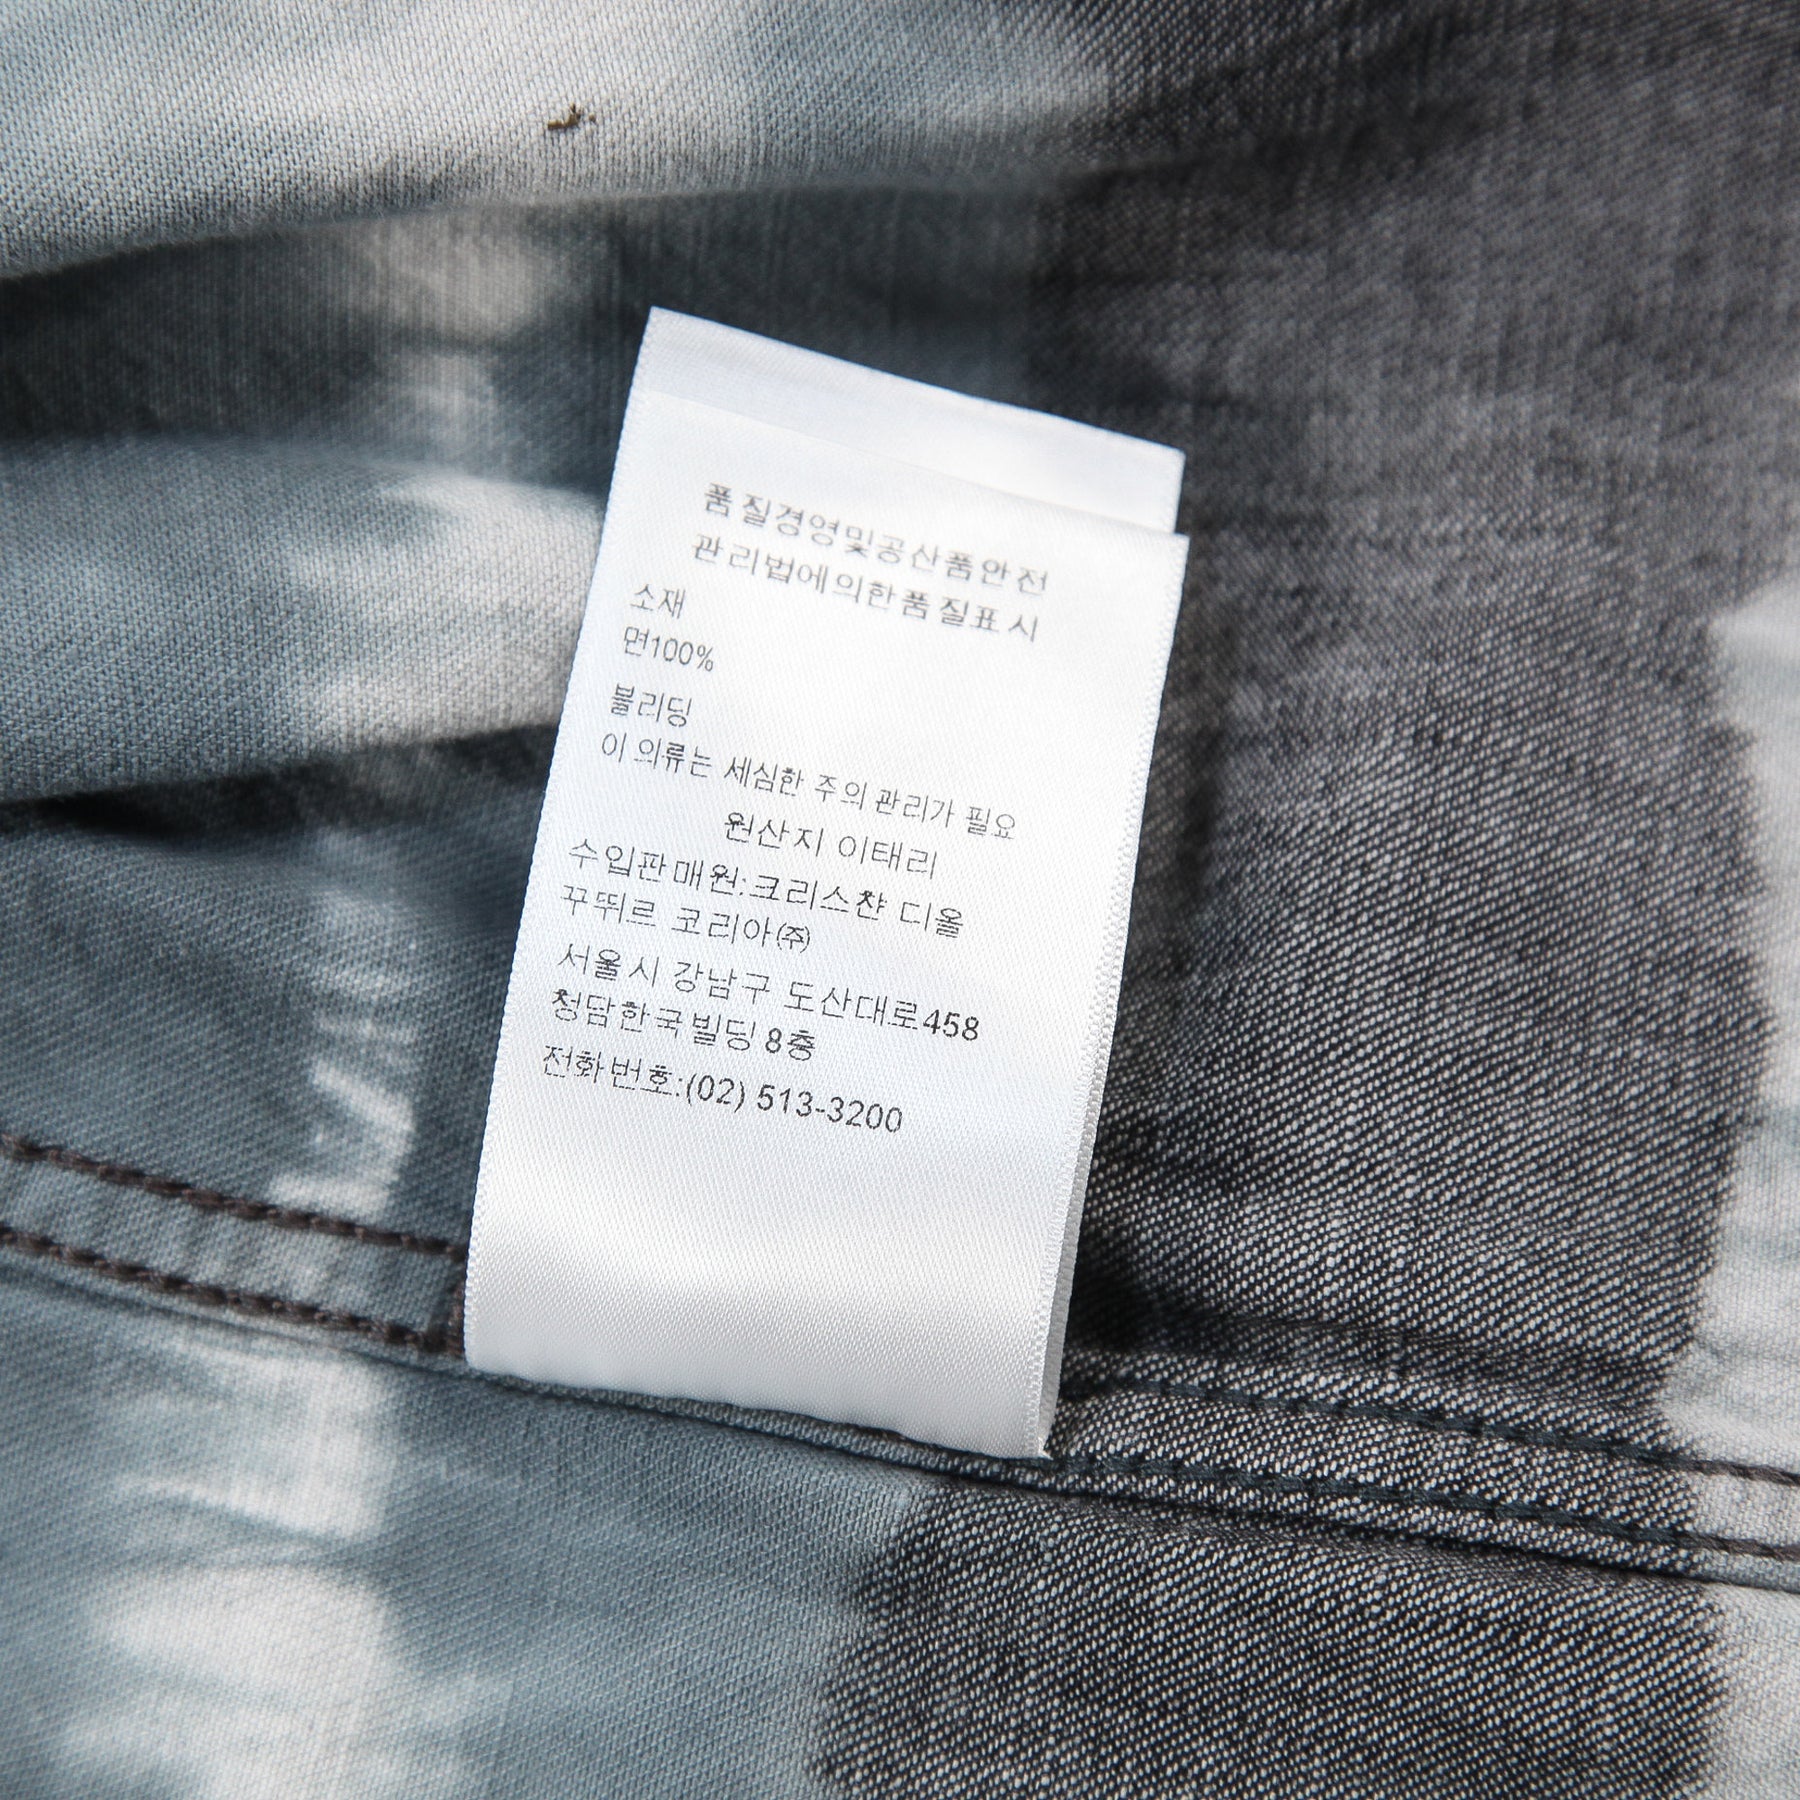 품질경영및공산품안전
관리법에의한품질표시
소재
면100%
블리딩
이 의류는 세심한 주의 관리가 필요
원산지 이태리
수입판매원:크리스챤 디올
꾸뛰르 코리아㈜
서울시 강남구 도산대로458
청담한국빌딩 8층
전화번호:(02) 513-3200